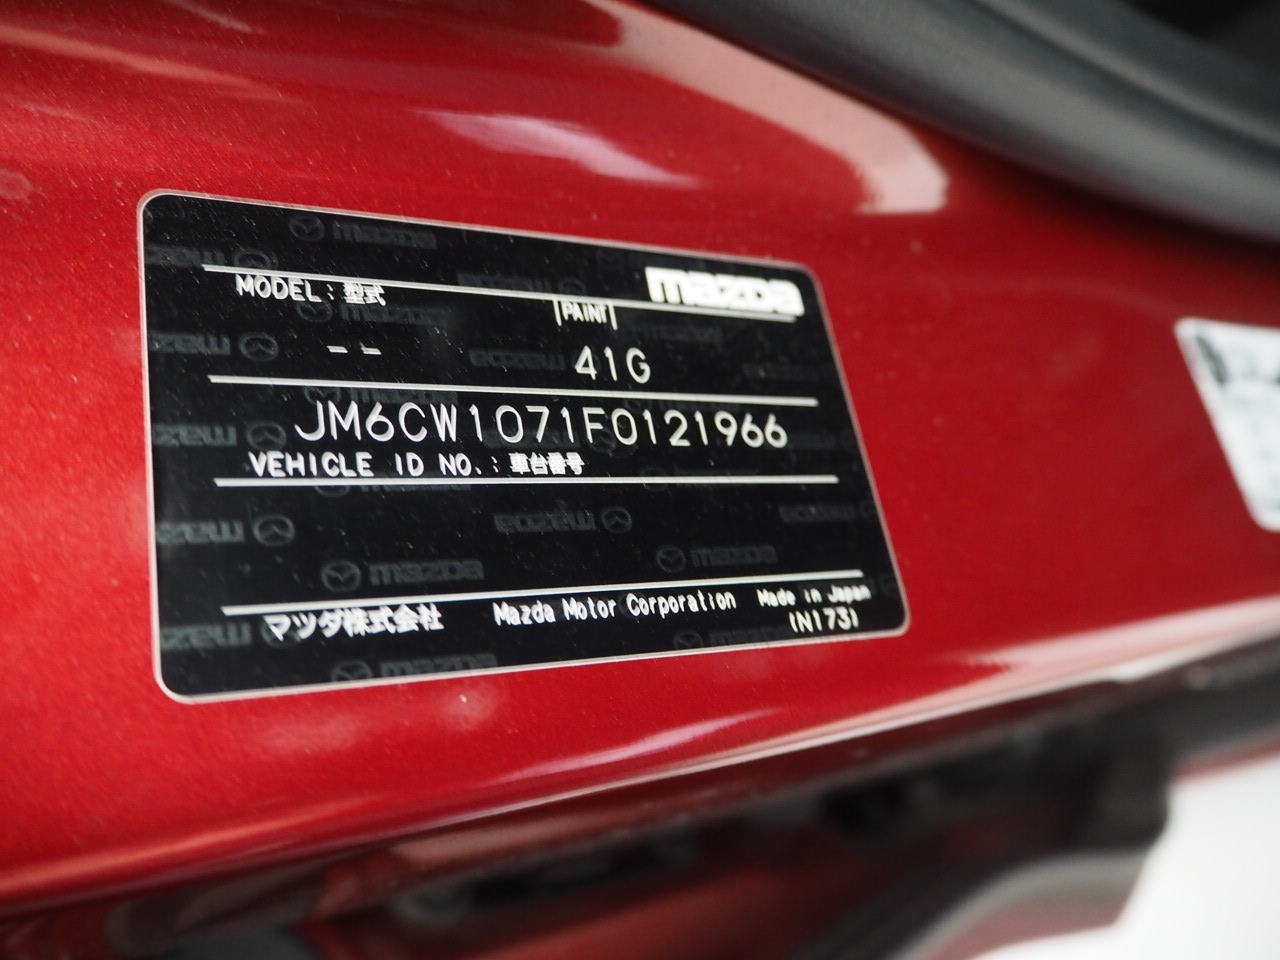 mazda
MODEL: 型式
PAINT
-- 41G
JM6CW1071F0121966
VEHICLE ID NO.: 車台番号
マツダ株式会社 Mazda Motor Corporation Made in Japan
(N173)